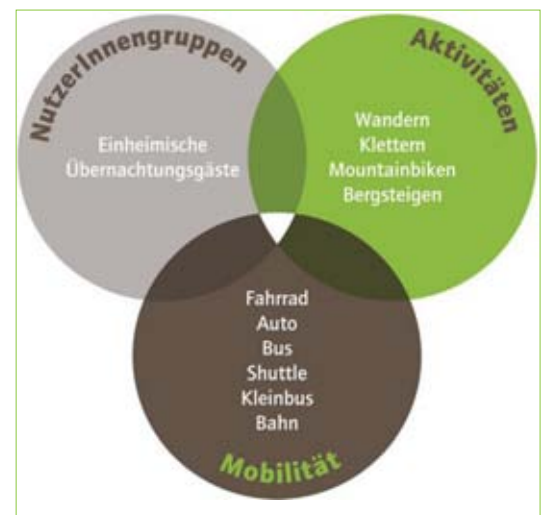 NutzerInnengruppen
Einheimische
Übernachtungsgäste
Aktivitäten
Wandern
Klettern
Mountainbiken
Bergsteigen
Fahrrad
Auto
Bus
Shuttle
Kleinbus
Bahn
Mobilität